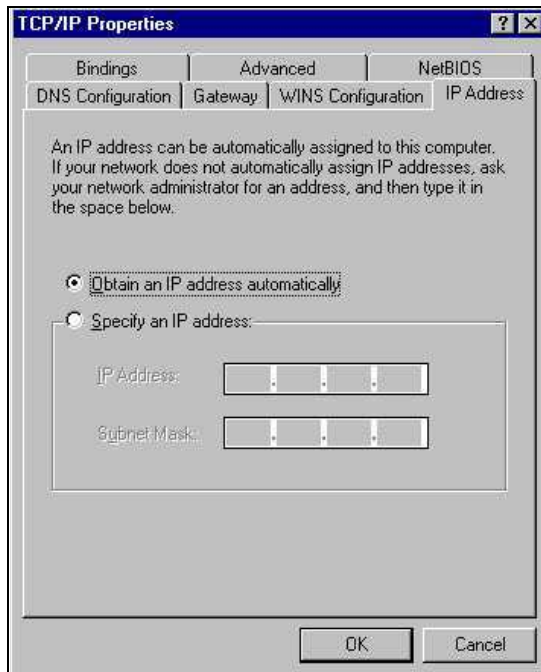 TCP/IP Properties
Bindings Advanced NetBIOS
DNS Configuration Gateway WINS Configuration IP Address
An IP address can be automatically assigned to this computer.
If your network does not automatically assign IP addresses, ask
your network administrator for an address, and then type it in
the space below.
Obtain an IP address automatically
Specify an IP address:
IP Address:
Subnet Mask:
OK Cancel